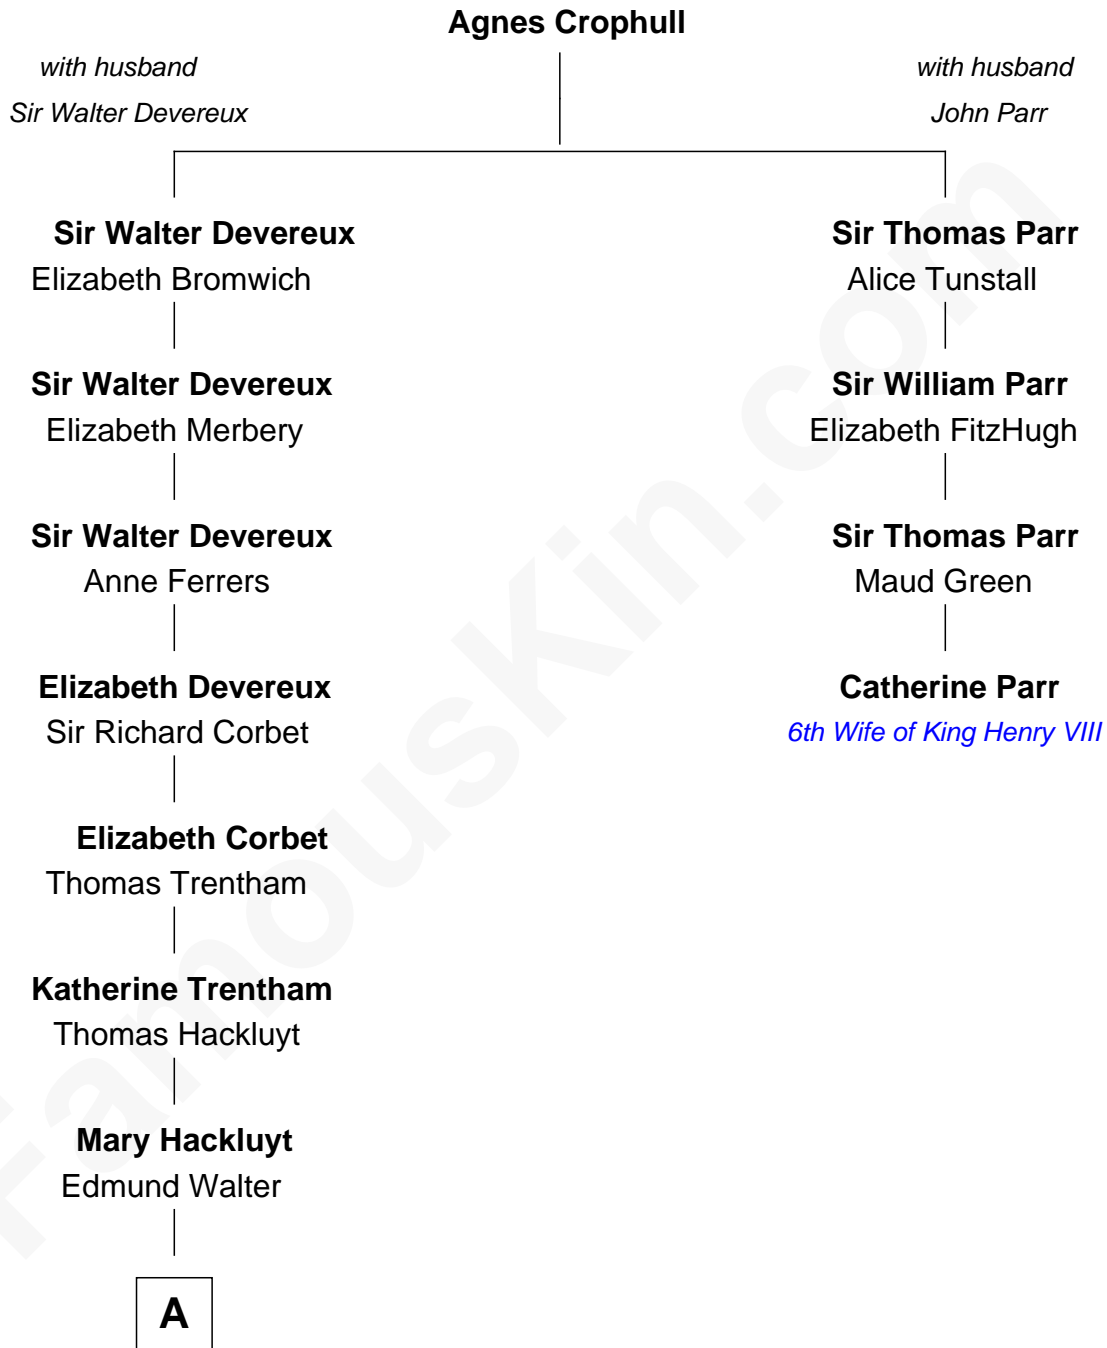 Agnes Crophull
with husband
Sir Walter Devereux
with husband
John Parr
Sir Walter Devereux
Elizabeth Bromwich
Sir Thomas Parr
Alice Tunstall
Sir Walter Devereux
Elizabeth Merbery
Sir William Parr
Elizabeth FitzHugh
Sir Walter Devereux
Anne Ferrers
Sir Thomas Parr
Maud Green
Elizabeth Devereux
Sir Richard Corbet
Catherine Parr
6th Wife of King Henry VIII
Elizabeth Corbet
Thomas Trentham
Katherine Trentham
Thomas Hackluyt
Mary Hackluyt
Edmund Walter
A
FamousKin.com